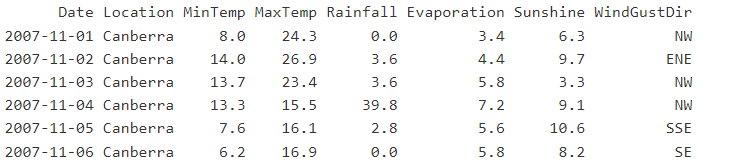 Date Location MinTemp MaxTemp Rainfall Evaporation Sunshine WindGustDir
2007-11-01 Canberra 8.0 24.3 0.0 3.4 6.3 NW
2007-11-02 Canberra 14.0 26.9 3.6 4.4 9.7 ENE
2007-11-03 Canberra 13.7 23.4 3.6 5.8 3.3 NW
2007-11-04 Canberra 13.3 15.5 39.8 7.2 9.1 NW
2007-11-05 Canberra 7.6 16.1 2.8 5.6 10.6 SSE
2007-11-06 Canberra 6.2 16.9 0.0 5.8 8.2 SE